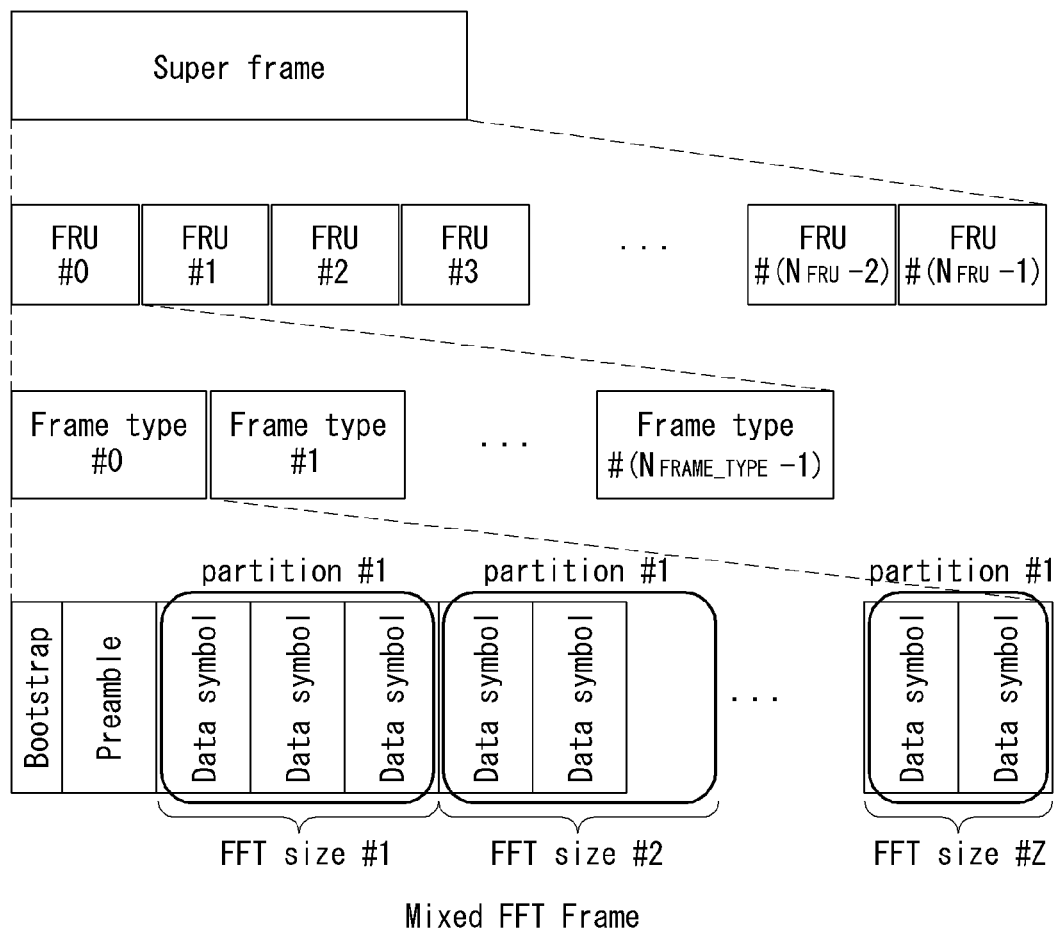 Super frame
FRU FRU FRU FRU ... FRU FRU
#0 #1 #2 #3 #(NFRU -2) #(NFRU -1)
Frame type Frame type ... Frame type
#0 #1 #(NFRAME_TYPE -1)
partition #1 partition #1 partition #1
Bootstrap
Preamble
Data symbol
Data symbol
Data symbol
Data symbol
Data symbol
...
Data symbol
Data symbol
FFT size #1 FFT size #2 FFT size #Z
Mixed FFT Frame